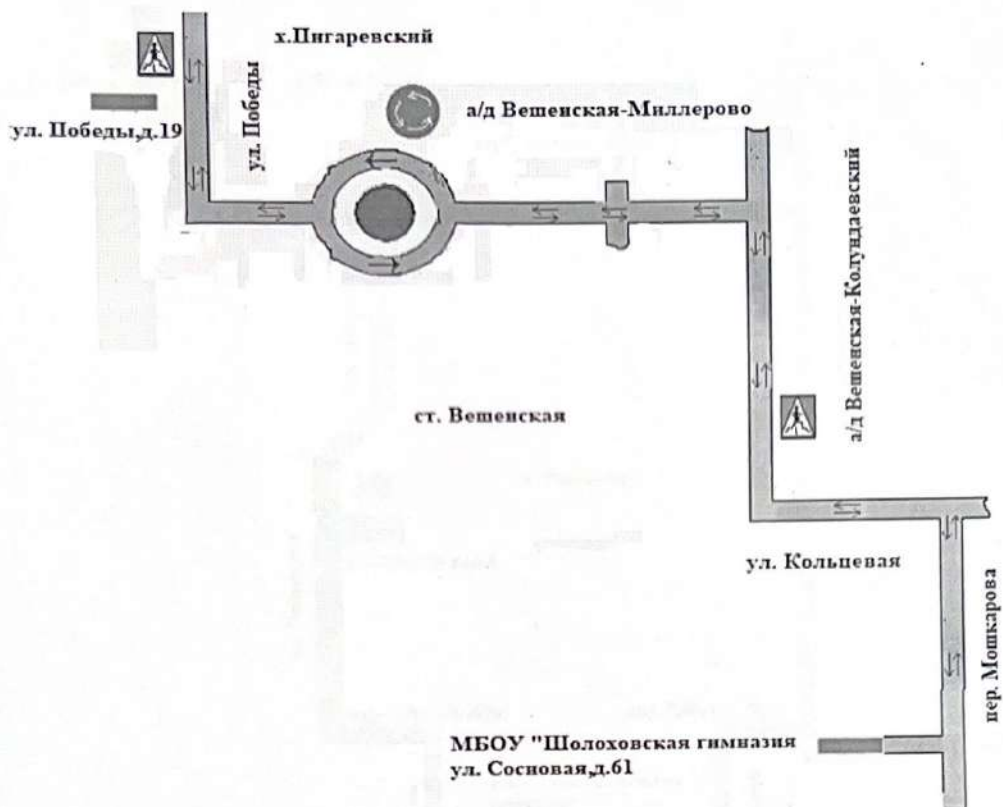 х.Пигаревский
ул. Победы
а/д Вешенская-Миллерово
ул. Победы,д.19
а/д Вешенская-Колундаевский
ст. Вешенская
ул. Кольцевая
пер. Мошкарова
МБОУ "Шолоховская гимназия
ул. Сосновая,д.61